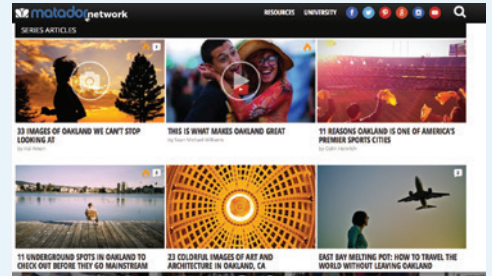 matador network
RESOURCES UNIVERSITY
SERIES ARTICLES
33 IMAGES OF OAKLAND WE CAN'T STOP
LOOKING AT
THIS IS WHAT MAKES OAKLAND GREAT
11 REASONS OAKLAND IS ONE OF AMERICA'S
PREMIER SPORTS CITIES
11 UNDERGROUND SPOTS IN OAKLAND TO
CHECK OUT BEFORE THEY GO MAINSTREAM
23 COLORFUL IMAGES OF ART AND
ARCHITECTURE IN OAKLAND, CA
EAST BAY MELTING POT: HOW TO TRAVEL THE
WORLD WITHOUT LEAVING OAKLAND